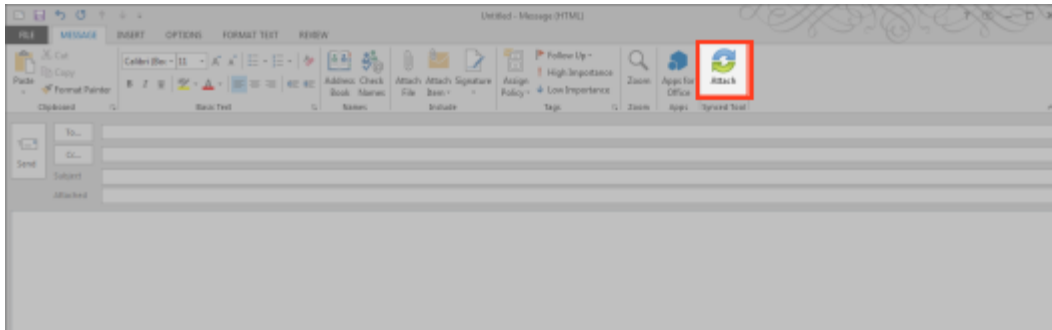 Untitled - Message (HTML)
FILE MESSAGE INSERT OPTIONS FORMAT TEXT REVIEW
Cut
Copy
Paste
Format Painter
Calibri (Bo 11
B I U
Address Book
Check Names
Attach File
Attach Item
Signature
Assign Policy
Follow Up
High Importance
Low Importance
Zoom
Apps for Office
Attach
Clipboard Basic Text Names Include Tags Zoom Apps Synced Tool
To...
Cc...
Send
Subject
Attached